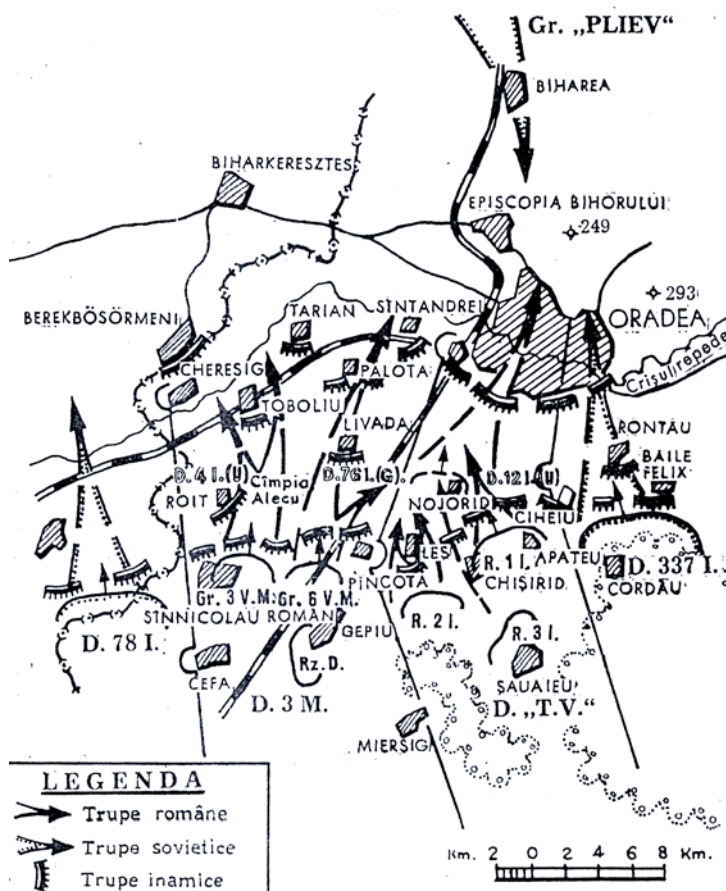 Gr. „PLIEV"
BIHAREA
BIHARKERESZTES
EPISCOPIA BIHORULUI
249
293
BEREKBÖSÖRMENI
TARIAN
SINTANDREI
ORADEA
CHERESIG
PALOTA
Crișul repede
TOBOLIU
LIVADA
RONTĂU
BAILE
FELIX
D. 4 I. (U)
Cîmpia
Alecu
D. 76 I. (G).
D. 12 I. (U)
ROIT
NOJORID
CIHEIU
LES
R. 1 I.
APATEU
D. 337 I.
PINCOTA
CHIȘIRID
CORDĂU
Gr. 3 V.M.
Gr. 6 V.M.
SINNICOLAU ROMÂN
GEPIU
R. 2 I.
R. 3 I.
D. 78 I.
Rz. D.
CEFA
D. 3 M.
SAUAIEU
D. „T.V."
MIERSIG
LEGENDA
Trupe române
Trupe sovietice
Trupe inamice
Km. 2 0 2 4 6 8 Km.